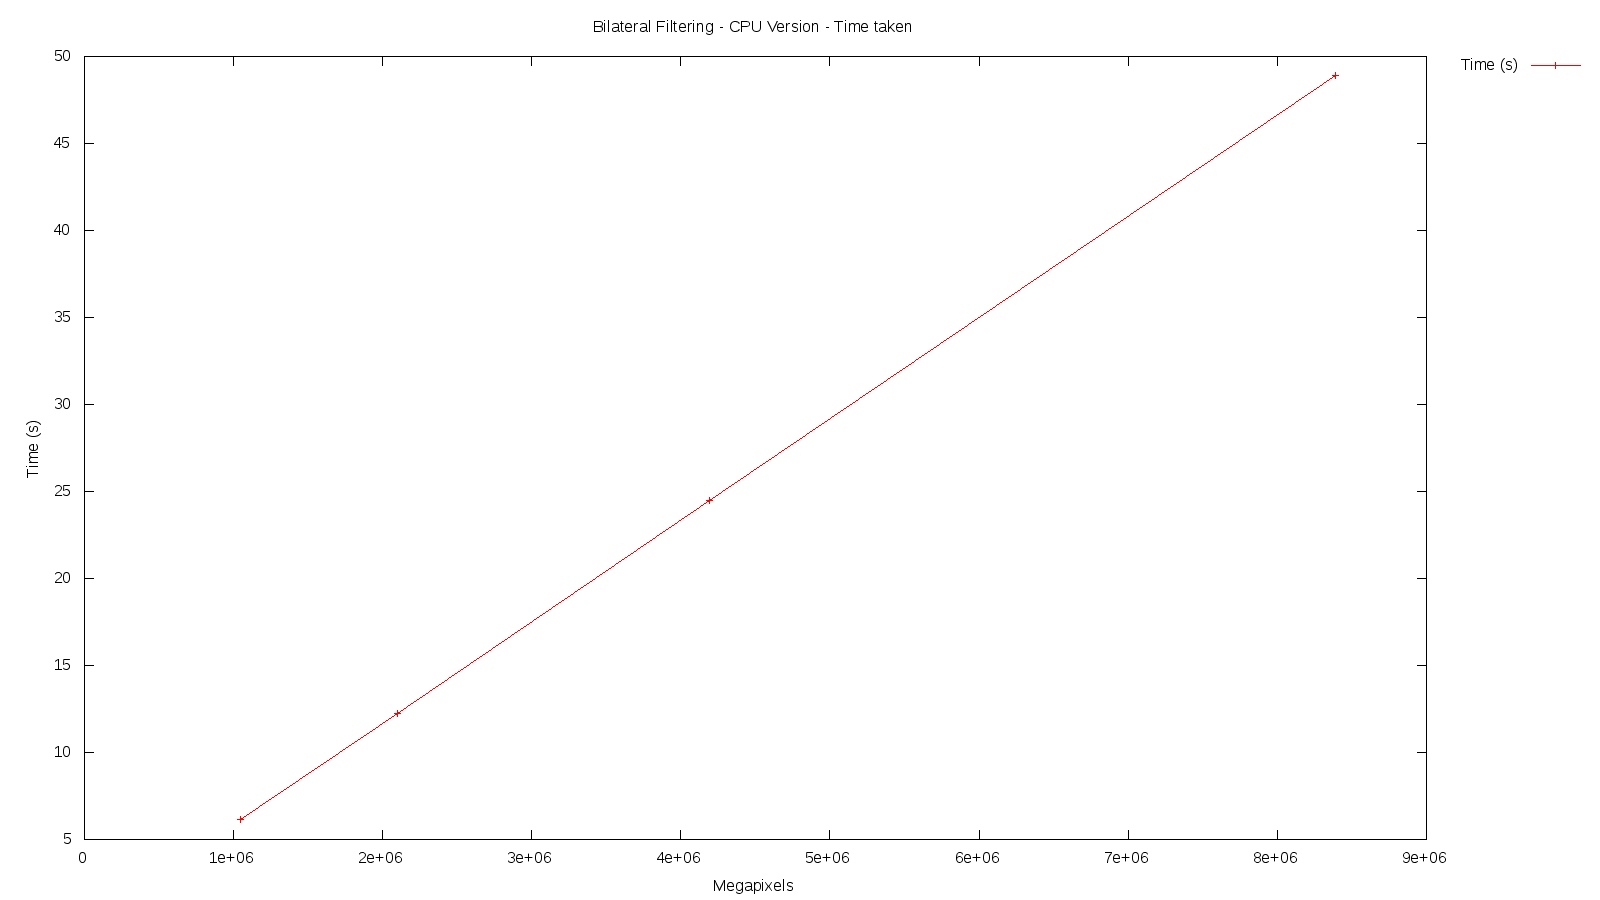 Bilateral Filtering - CPU Version - Time taken
Time (s)
50
45
40
35
30
25
20
15
10
5
Time (s)
0 1e+06 2e+06 3e+06 4e+06 5e+06 6e+06 7e+06 8e+06 9e+06
Megapixels